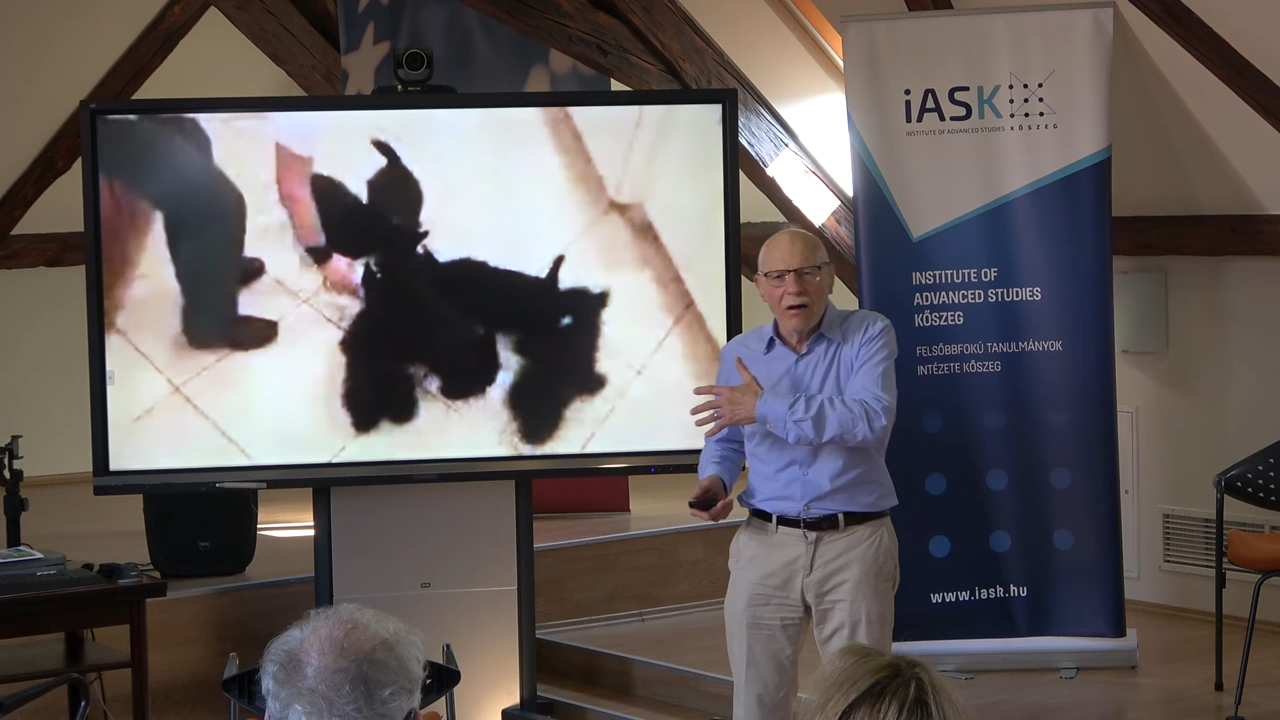 iASK
INSTITUTE OF ADVANCED STUDIES KŐSZEG
INSTITUTE OF
ADVANCED STUDIES
KŐSZEG
FELSŐBBFOKÚ TANULMÁNYOK
INTÉZETE KŐSZEG
www.iask.hu